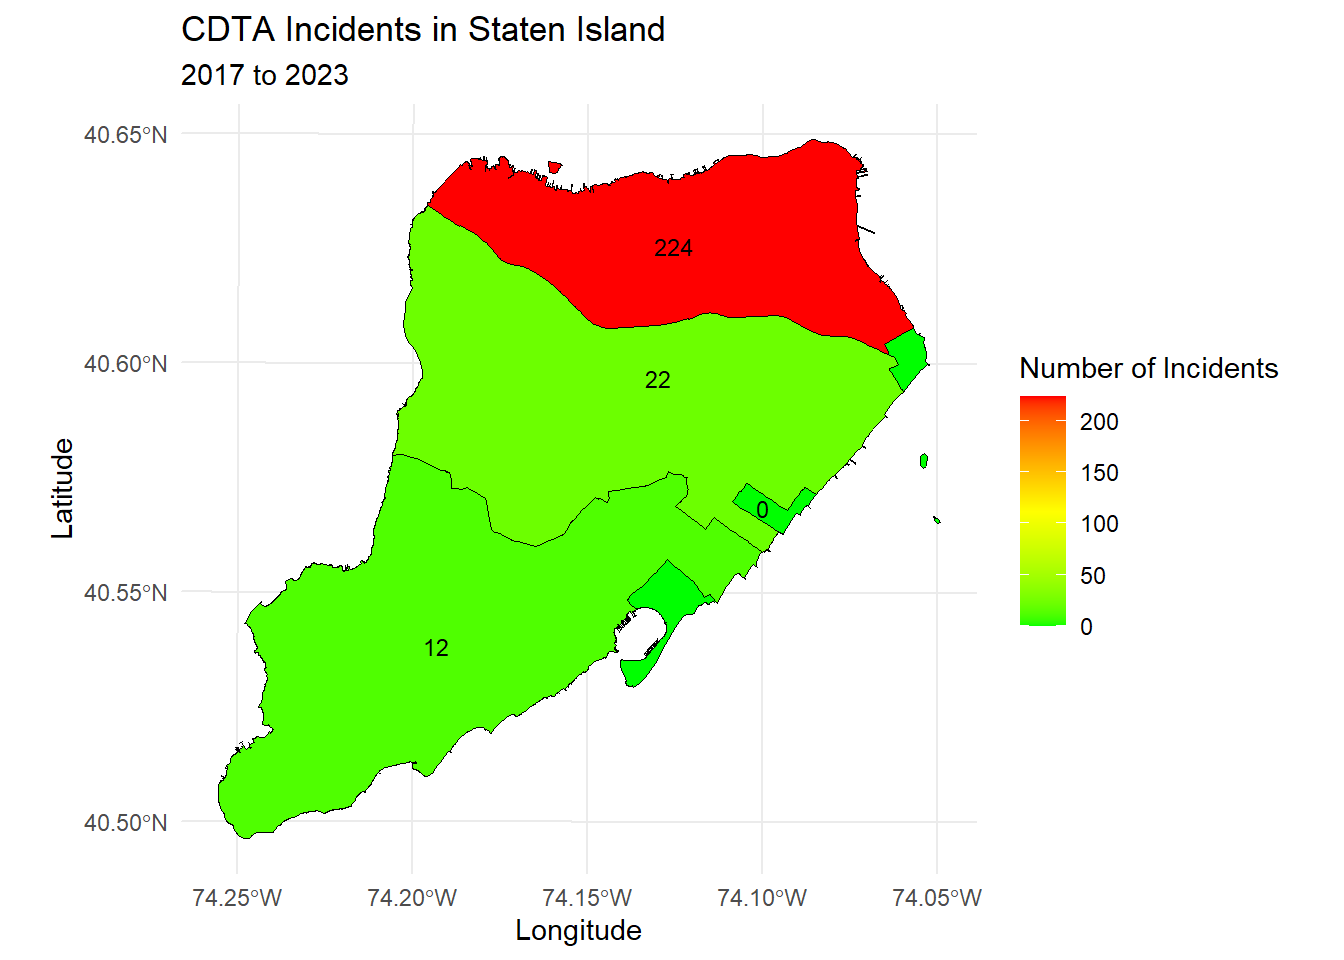 CDTA Incidents in Staten Island
2017 to 2023
40.65°N
40.60°N
40.55°N
40.50°N
Latitude
224
22
0
12
74.25°W
74.20°W
74.15°W
74.10°W
74.05°W
Longitude
Number of Incidents
200
150
100
50
0